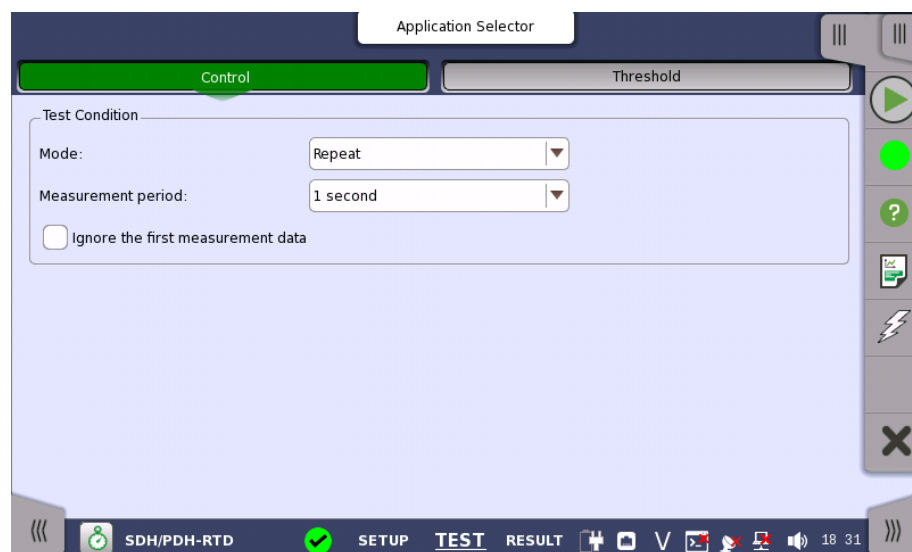 Application Selector
Control
Threshold
Test Condition
Mode:
Repeat
Measurement period:
1 second
Ignore the first measurement data
?
SDH/PDH-RTD
SETUP
TEST
RESULT
V
18 31